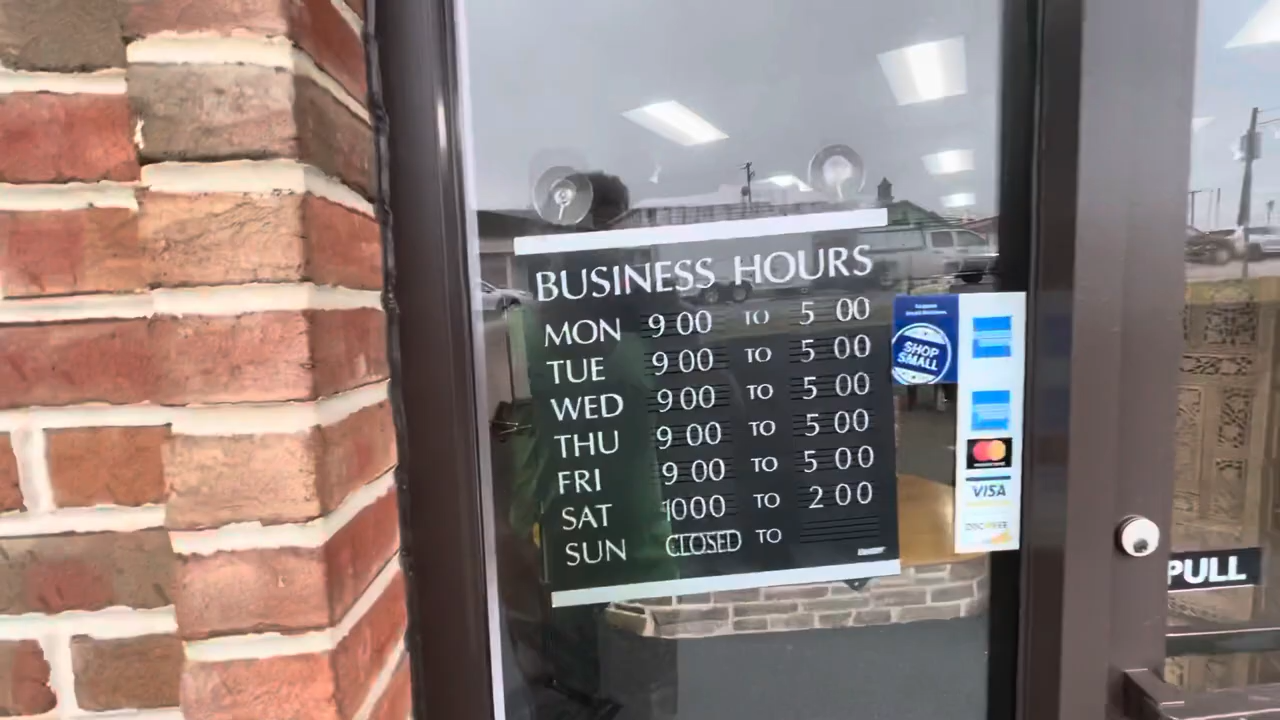 BUSINESS HOURS
MON 9 00 TO 5 00
TUE 9 00 TO 5 00
WED 9 00 TO 5 00
THU 9 00 TO 5 00
FRI 9 00 TO 5 00
SAT 1000 TO 2 00
SUN CLOSED TO
SHOP
SMALL
VISA
DISCOVER
PULL